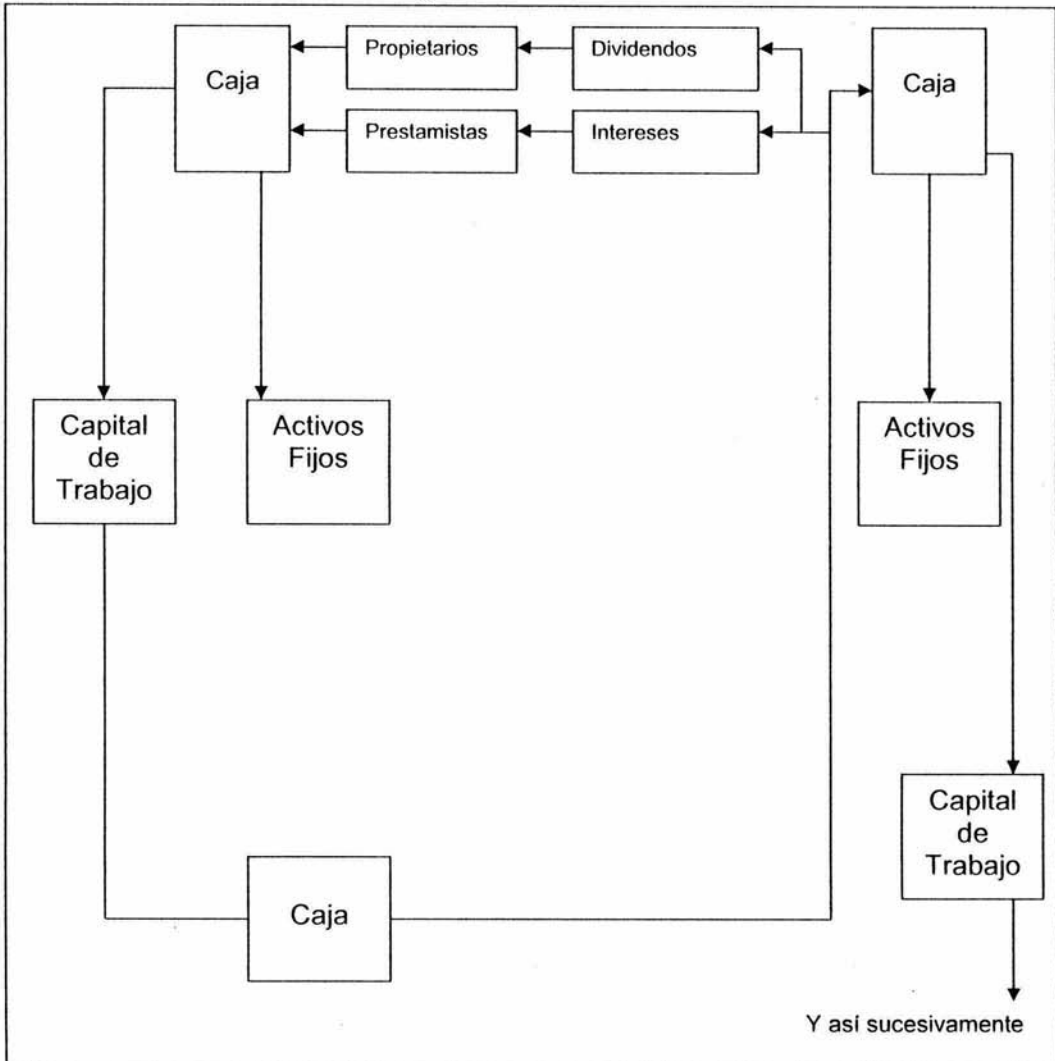 Propietarios
Dividendos
Caja
Caja
Prestamistas
Intereses
Capital
de
Trabajo
Activos
Fijos
Activos
Fijos
Capital
de
Trabajo
Caja
Y así sucesivamente